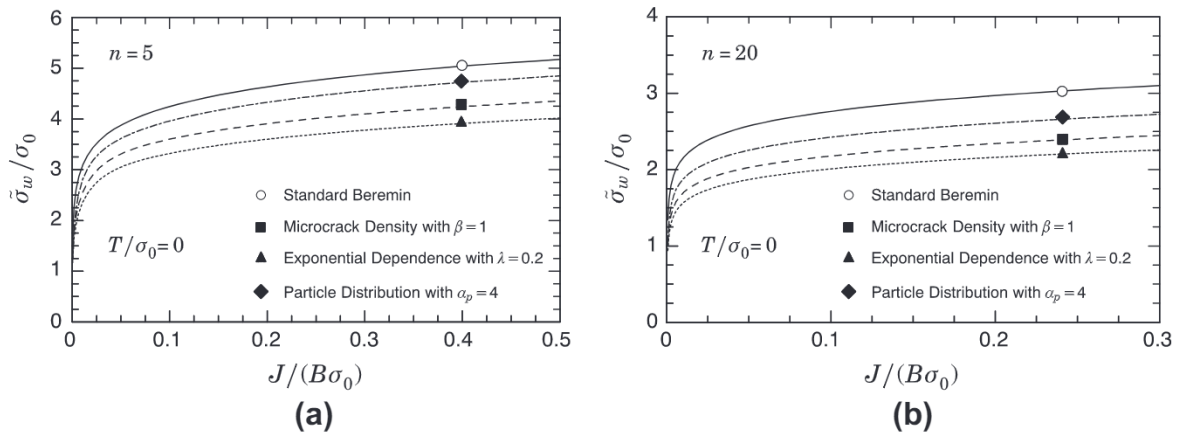 6
5
4
3
2
1
0
σ̃w/σ0
n=5
T/σ0=0
Standard Beremin
Microcrack Density with β=1
Exponential Dependence with λ=0.2
Particle Distribution with αp=4
0 0.1 0.2 0.3 0.4 0.5
J/(Bσ0)
(a)
4
3
2
1
0
σ̃w/σ0
n=20
T/σ0=0
Standard Beremin
Microcrack Density with β=1
Exponential Dependence with λ=0.2
Particle Distribution with αp=4
0 0.1 0.2 0.3
J/(Bσ0)
(b)